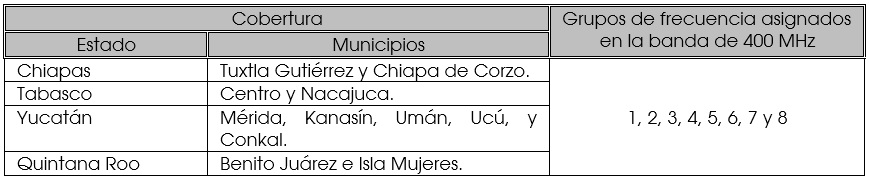 Cobertura
Grupos de frecuencia asignados
en la banda de 400 MHz
Estado
Municipios
Chiapas
Tuxtla Gutiérrez y Chiapa de Corzo.
Tabasco
Centro y Nacajuca.
Yucatán
Mérida, Kanasín, Umán, Ucú, y
Conkal.
Quintana Roo
Benito Juárez e Isla Mujeres.
1, 2, 3, 4, 5, 6, 7 y 8